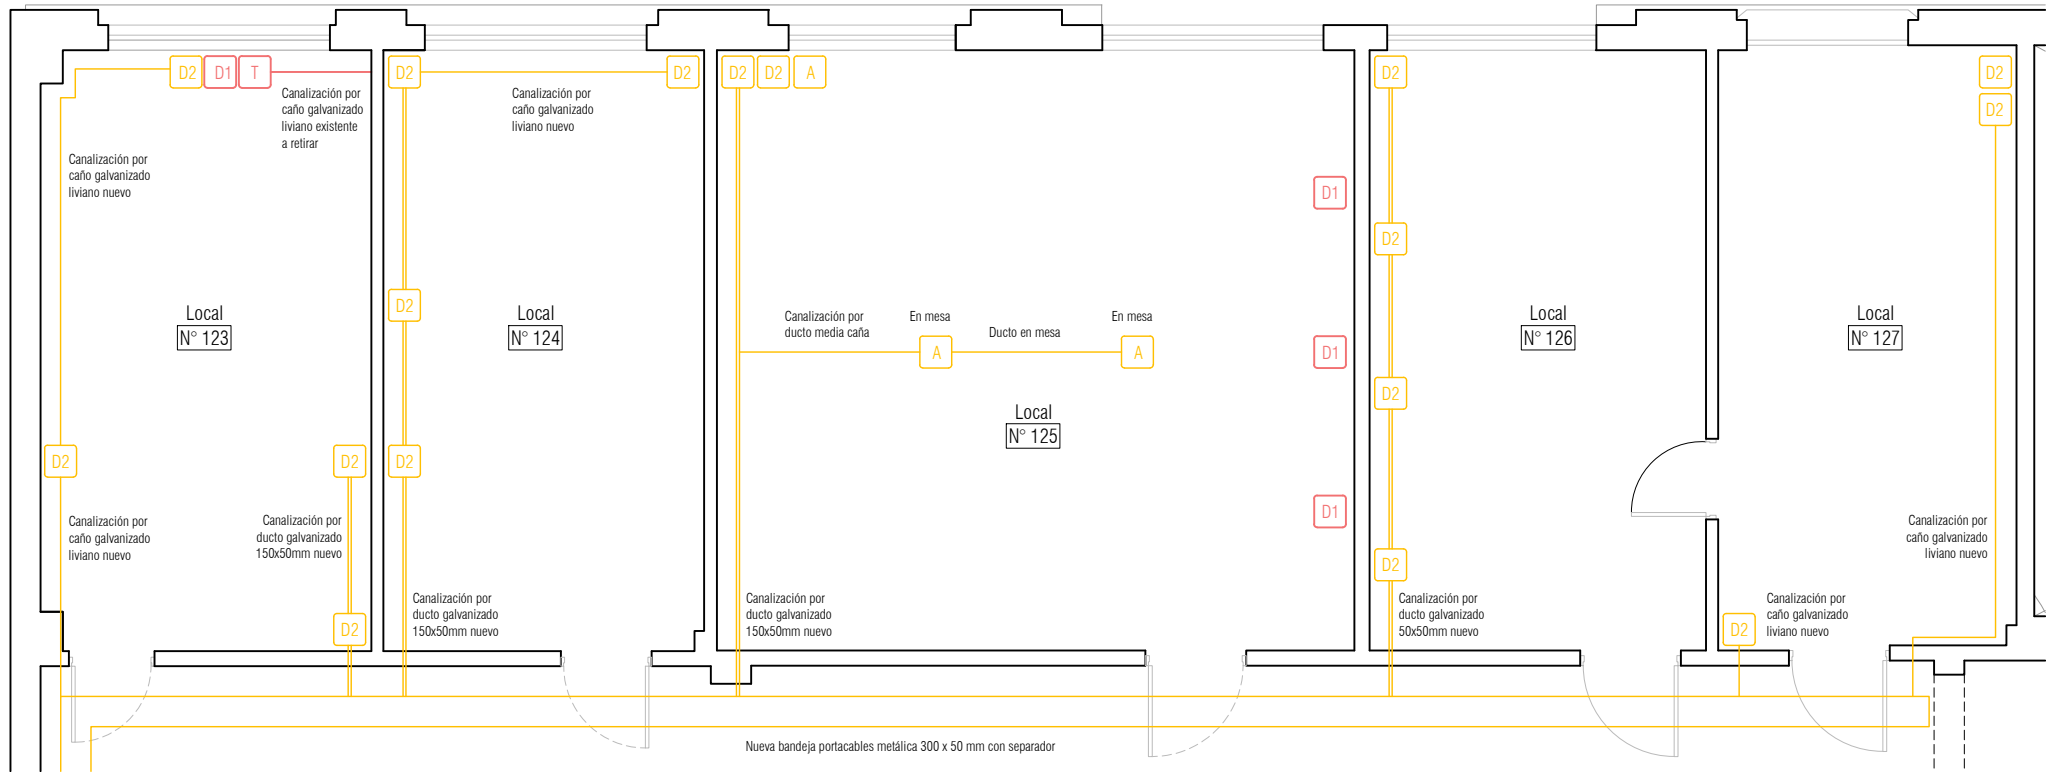 D2 D1 T
D2
D2
D2 D2 A
D2
D2
D2
Canalización por
caño galvanizado
liviano existente
a retirar
Canalización por
caño galvanizado
liviano nuevo
Canalización por
caño galvanizado
liviano nuevo
D1
D2
D2
Local
N° 123
Local
N° 124
Canalización por
ducto media caña
En mesa
A
Ducto en mesa
En mesa
A
D1
Local
N° 126
Local
N° 127
D2
Local
N° 125
D2
D2
D2
D1
Canalización por
caño galvanizado
liviano nuevo
Canalización por
ducto galvanizado
150x50mm nuevo
Canalización por
caño galvanizado
liviano nuevo
D2
D2
Canalización por
ducto galvanizado
150x50mm nuevo
Canalización por
ducto galvanizado
150x50mm nuevo
Canalización por
ducto galvanizado
50x50mm nuevo
D2
Canalización por
caño galvanizado
liviano nuevo
Nueva bandeja portacables metálica 300 x 50 mm con separador